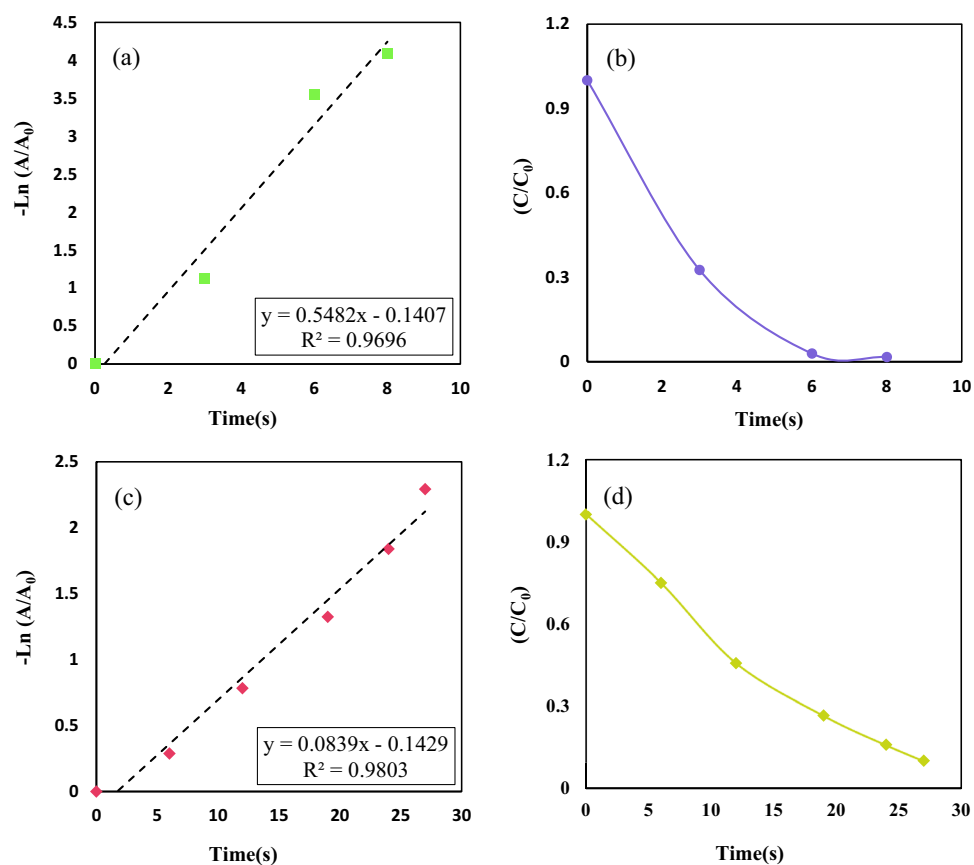 (a)
-Ln (A/A₀)
4.5
4
3.5
3
2.5
2
1.5
1
0.5
0
y = 0.5482x - 0.1407
R² = 0.9696
0 2 4 6 8 10
Time(s)
(b)
(C/C₀)
1.2
0.9
0.6
0.3
0
0 2 4 6 8 10
Time(s)
(c)
-Ln (A/A₀)
2.5
2
1.5
1
0.5
0
y = 0.0839x - 0.1429
R² = 0.9803
0 5 10 15 20 25 30
Time(s)
(d)
(C/C₀)
1.2
0.9
0.6
0.3
0
0 5 10 15 20 25 30
Time(s)